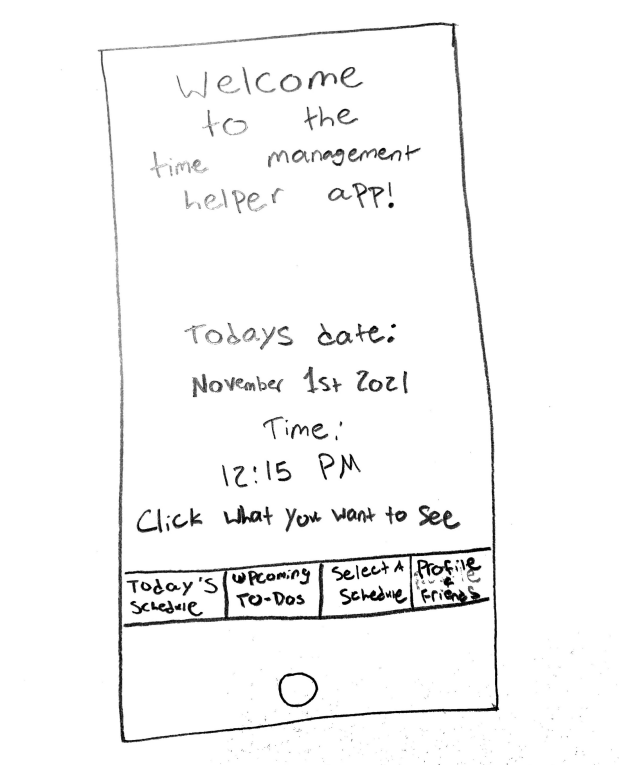 Welcome
to the
time management
helper app!
Todays date:
November 1st 2021
Time:
12:15 PM
Click what you want to see
Today's
Schedule
Upcoming
To-Dos
Select A
Schedule
Profile
+
Friends